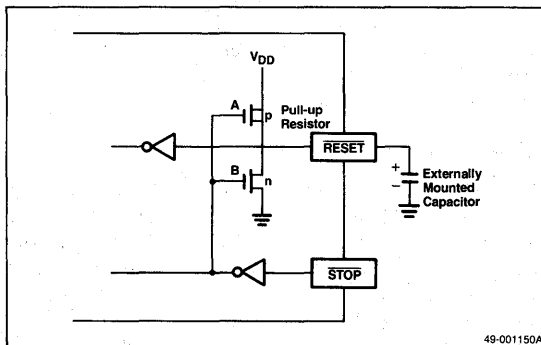 VDD
A
p
Pull-up
Resistor
RESET
+
−
Externally
Mounted
Capacitor
B
n
STOP
49-001150A